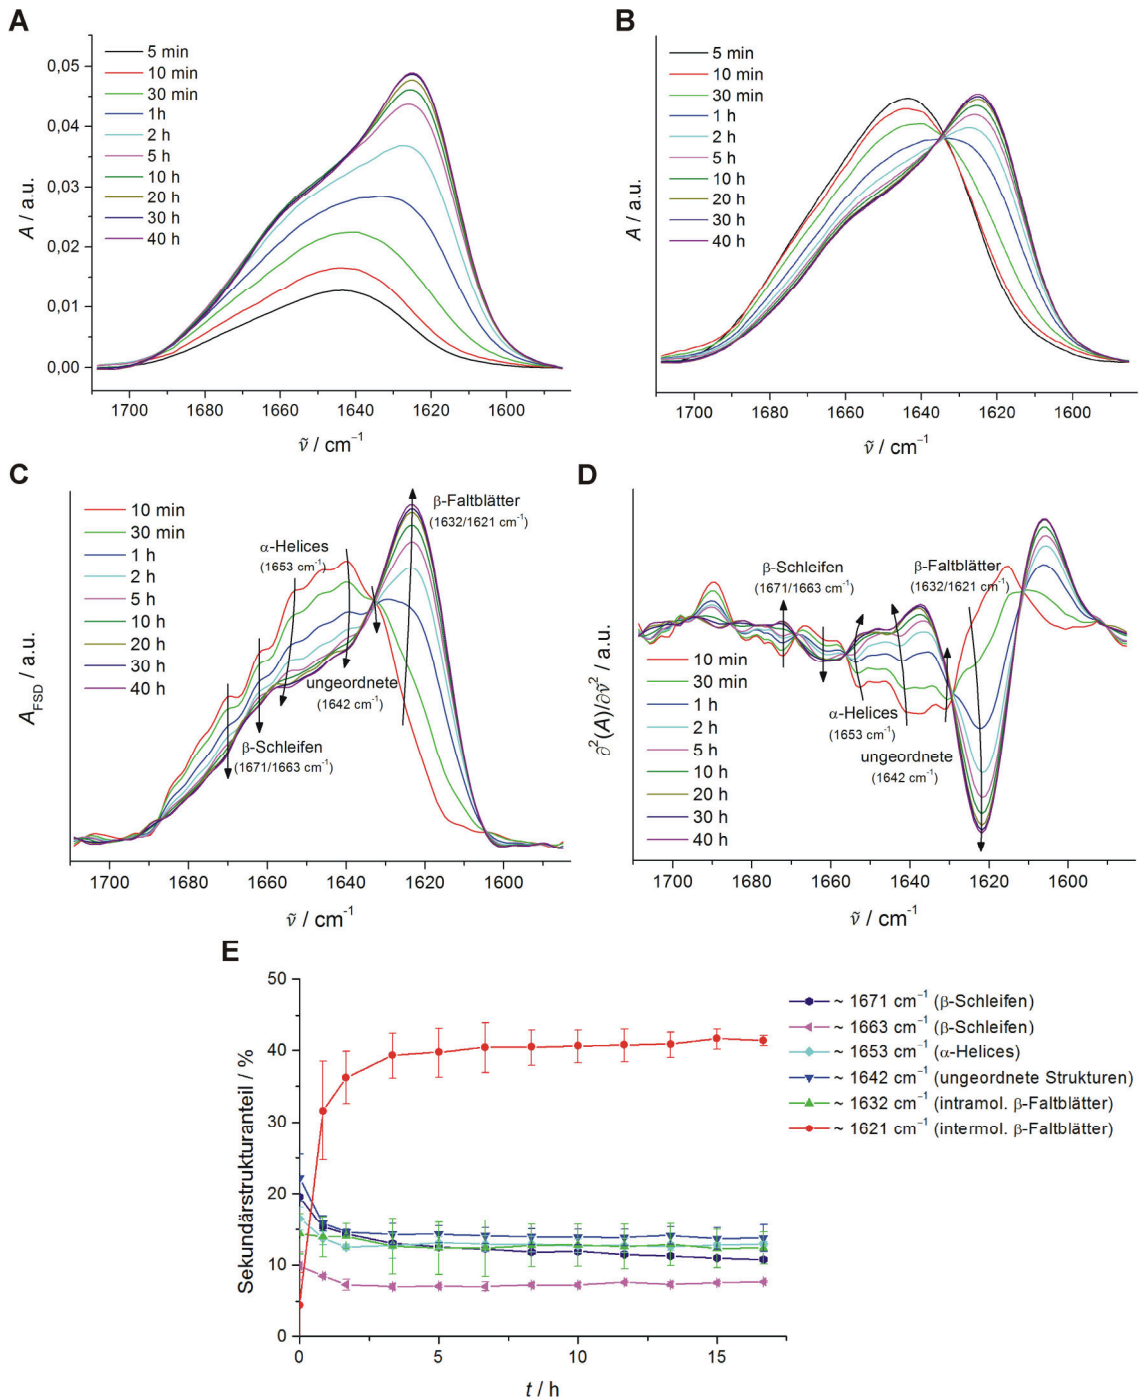 A
5 min
10 min
30 min
1h
2 h
5 h
10 h
20 h
30 h
40 h
0,05
0,04
0,03
0,02
0,01
0,00
A / a.u.
1700 1680 1660 1640 1620 1600
ṽ / cm⁻¹
B
5 min
10 min
30 min
1 h
2 h
5 h
10 h
20 h
30 h
40 h
A / a.u.
1700 1680 1660 1640 1620 1600
ṽ / cm⁻¹
C
10 min
30 min
1 h
2 h
5 h
10 h
20 h
30 h
40 h
β-Faltblätter
(1632/1621 cm⁻¹)
α-Helices
(1653 cm⁻¹)
ungeordnete
(1642 cm⁻¹)
β-Schleifen
(1671/1663 cm⁻¹)
A_FSD / a.u.
1700 1680 1660 1640 1620 1600
ṽ / cm⁻¹
D
β-Schleifen
(1671/1663 cm⁻¹)
β-Faltblätter
(1632/1621 cm⁻¹)
α-Helices
(1653 cm⁻¹)
ungeordnete
(1642 cm⁻¹)
10 min
30 min
1 h
2 h
5 h
10 h
20 h
30 h
40 h
∂²(A)/∂ṽ² / a.u.
1700 1680 1660 1640 1620 1600
ṽ / cm⁻¹
E
50
40
30
20
10
0
Sekundärstrukturanteil / %
0 5 10 15
t / h
~ 1671 cm⁻¹ (β-Schleifen)
~ 1663 cm⁻¹ (β-Schleifen)
~ 1653 cm⁻¹ (α-Helices)
~ 1642 cm⁻¹ (ungeordnete Strukturen)
~ 1632 cm⁻¹ (intramol. β-Faltblätter)
~ 1621 cm⁻¹ (intermol. β-Faltblätter)